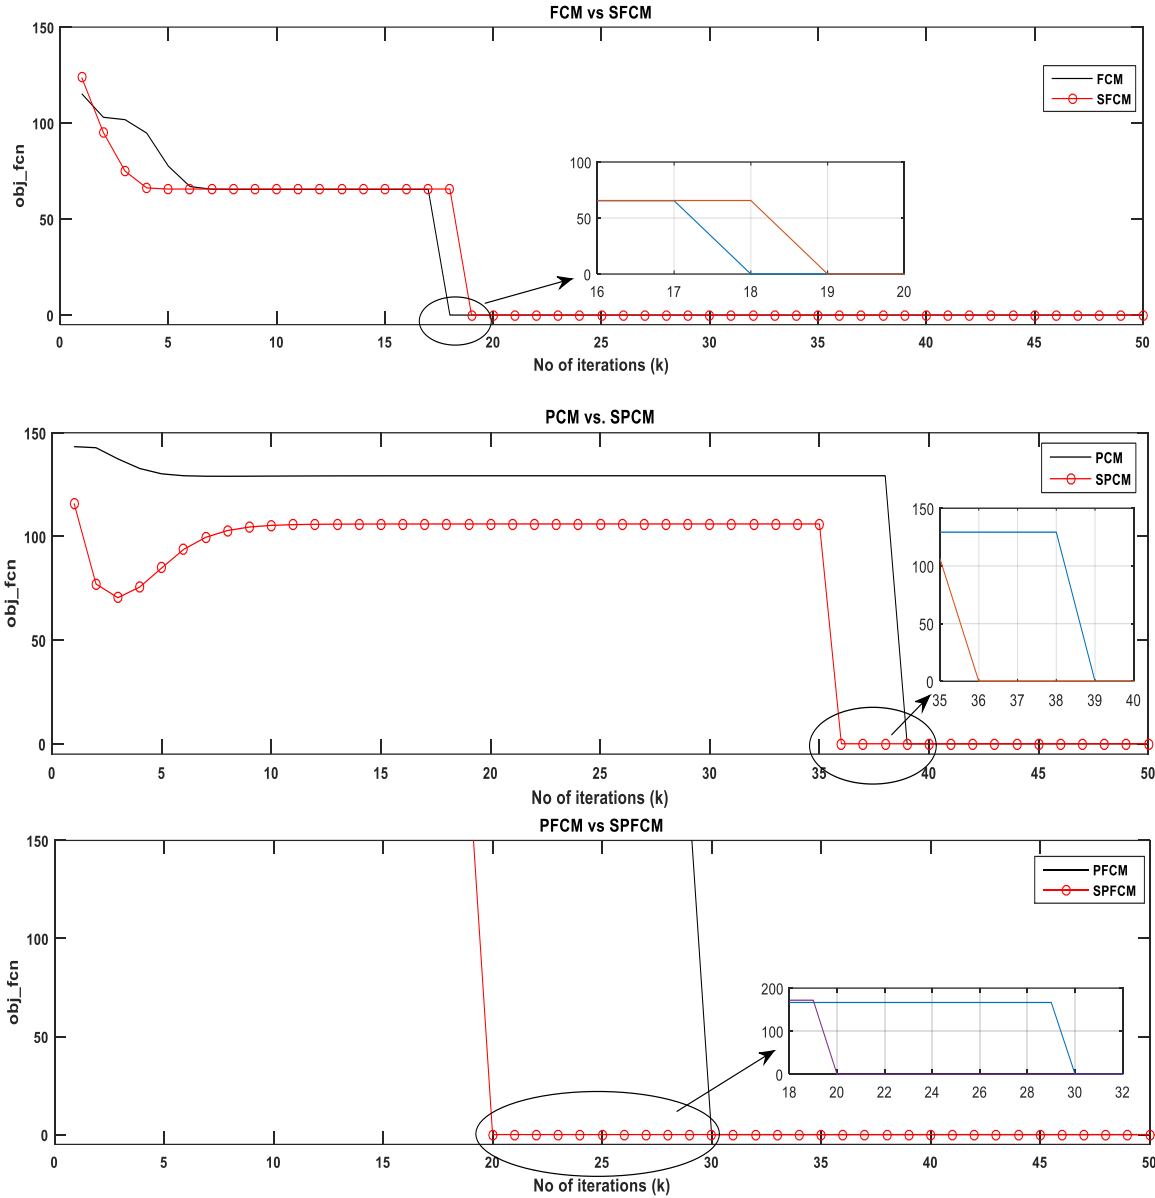 FCM vs SFCM
150
100
50
0
obj_fcn
FCM
SFCM
100
50
0
16 17 18 19 20
0 5 10 15 20 25 30 35 40 45 50
No of iterations (k)
PCM vs. SPCM
150
100
50
0
obj_fcn
PCM
SPCM
150
100
50
0
35 36 37 38 39 40
0 5 10 15 20 25 30 35 40 45 50
No of iterations (k)
PFCM vs SPFCM
150
100
50
0
obj_fcn
PFCM
SPFCM
200
100
0
18 20 22 24 26 28 30 32
0 5 10 15 20 25 30 35 40 45 50
No of iterations (k)